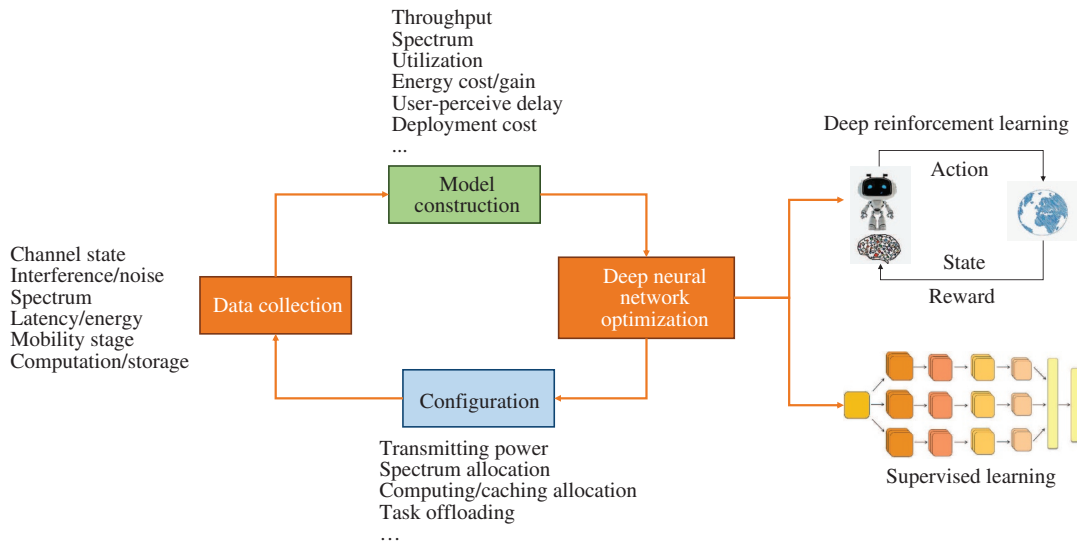 Throughput
Spectrum
Utilization
Energy cost/gain
User-perceive delay
Deployment cost
...
Model
construction
Channel state
Interference/noise
Spectrum
Latency/energy
Mobility stage
Computation/storage
Data collection
Deep neural
network
optimization
Configuration
Transmitting power
Spectrum allocation
Computing/caching allocation
Task offloading
...
Deep reinforcement learning
Action
State
Reward
Supervised learning